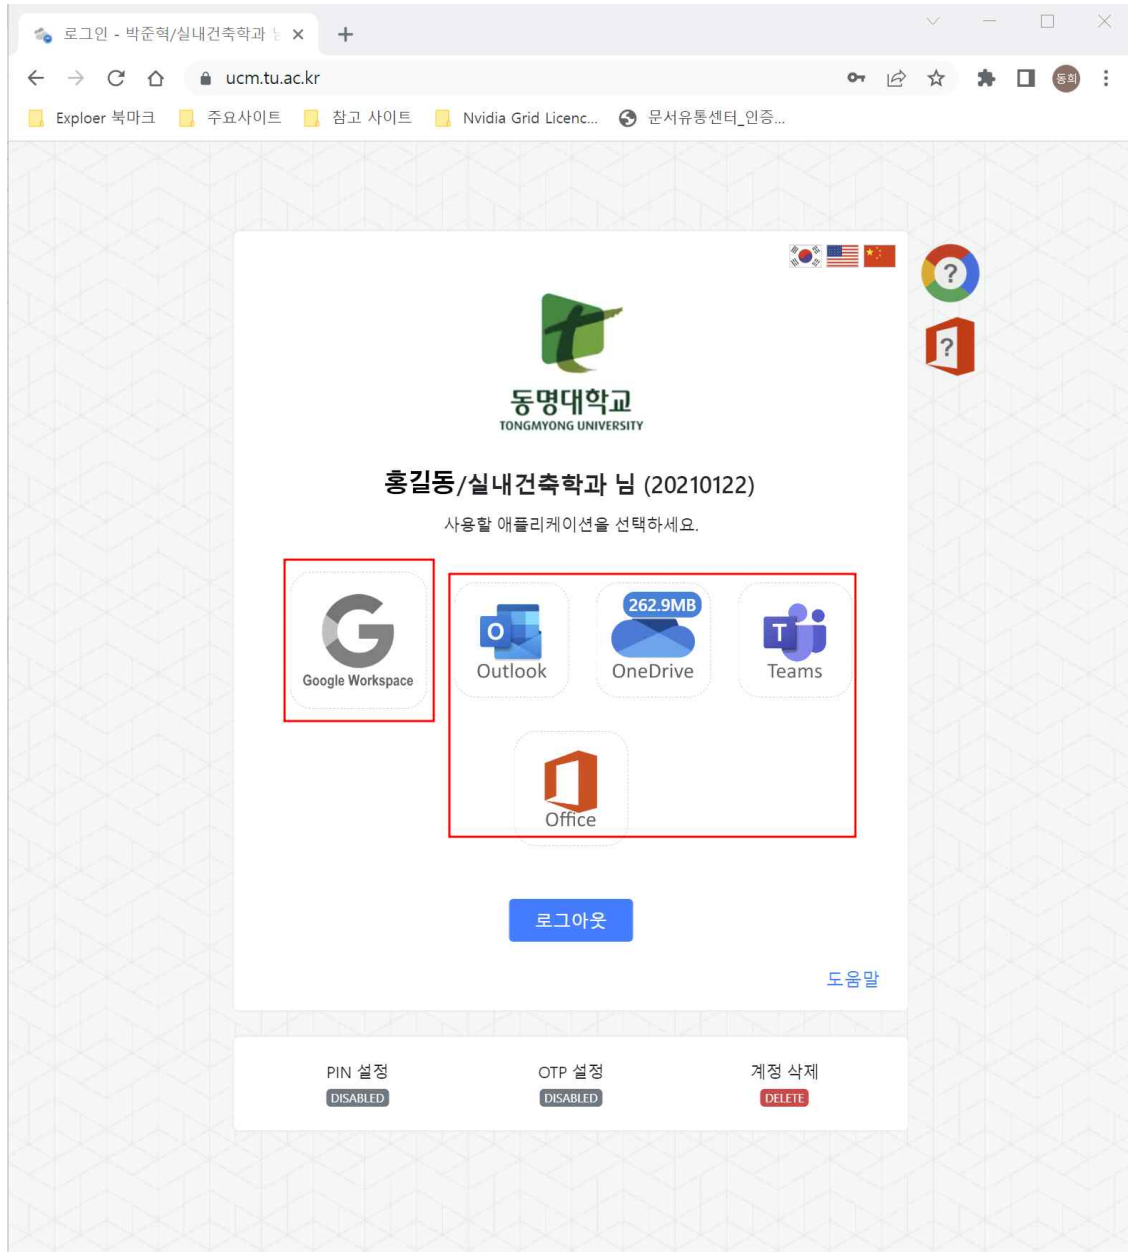 로그인 - 박준혁/실내건축학과
ucm.tu.ac.kr
동희
Exploer 북마크 주요사이트 참고 사이트 Nvidia Grid Licenc... 문서유통센터_인증...
?
?
동명대학교
TONGMYONG UNIVERSITY
홍길동/실내건축학과 님 (20210122)
사용할 애플리케이션을 선택하세요.
G
Google Workspace
O
Outlook
262.9MB
OneDrive
T
Teams
Office
로그아웃
도움말
PIN 설정 OTP 설정 계정 삭제
DISABLED DISABLED DELETE